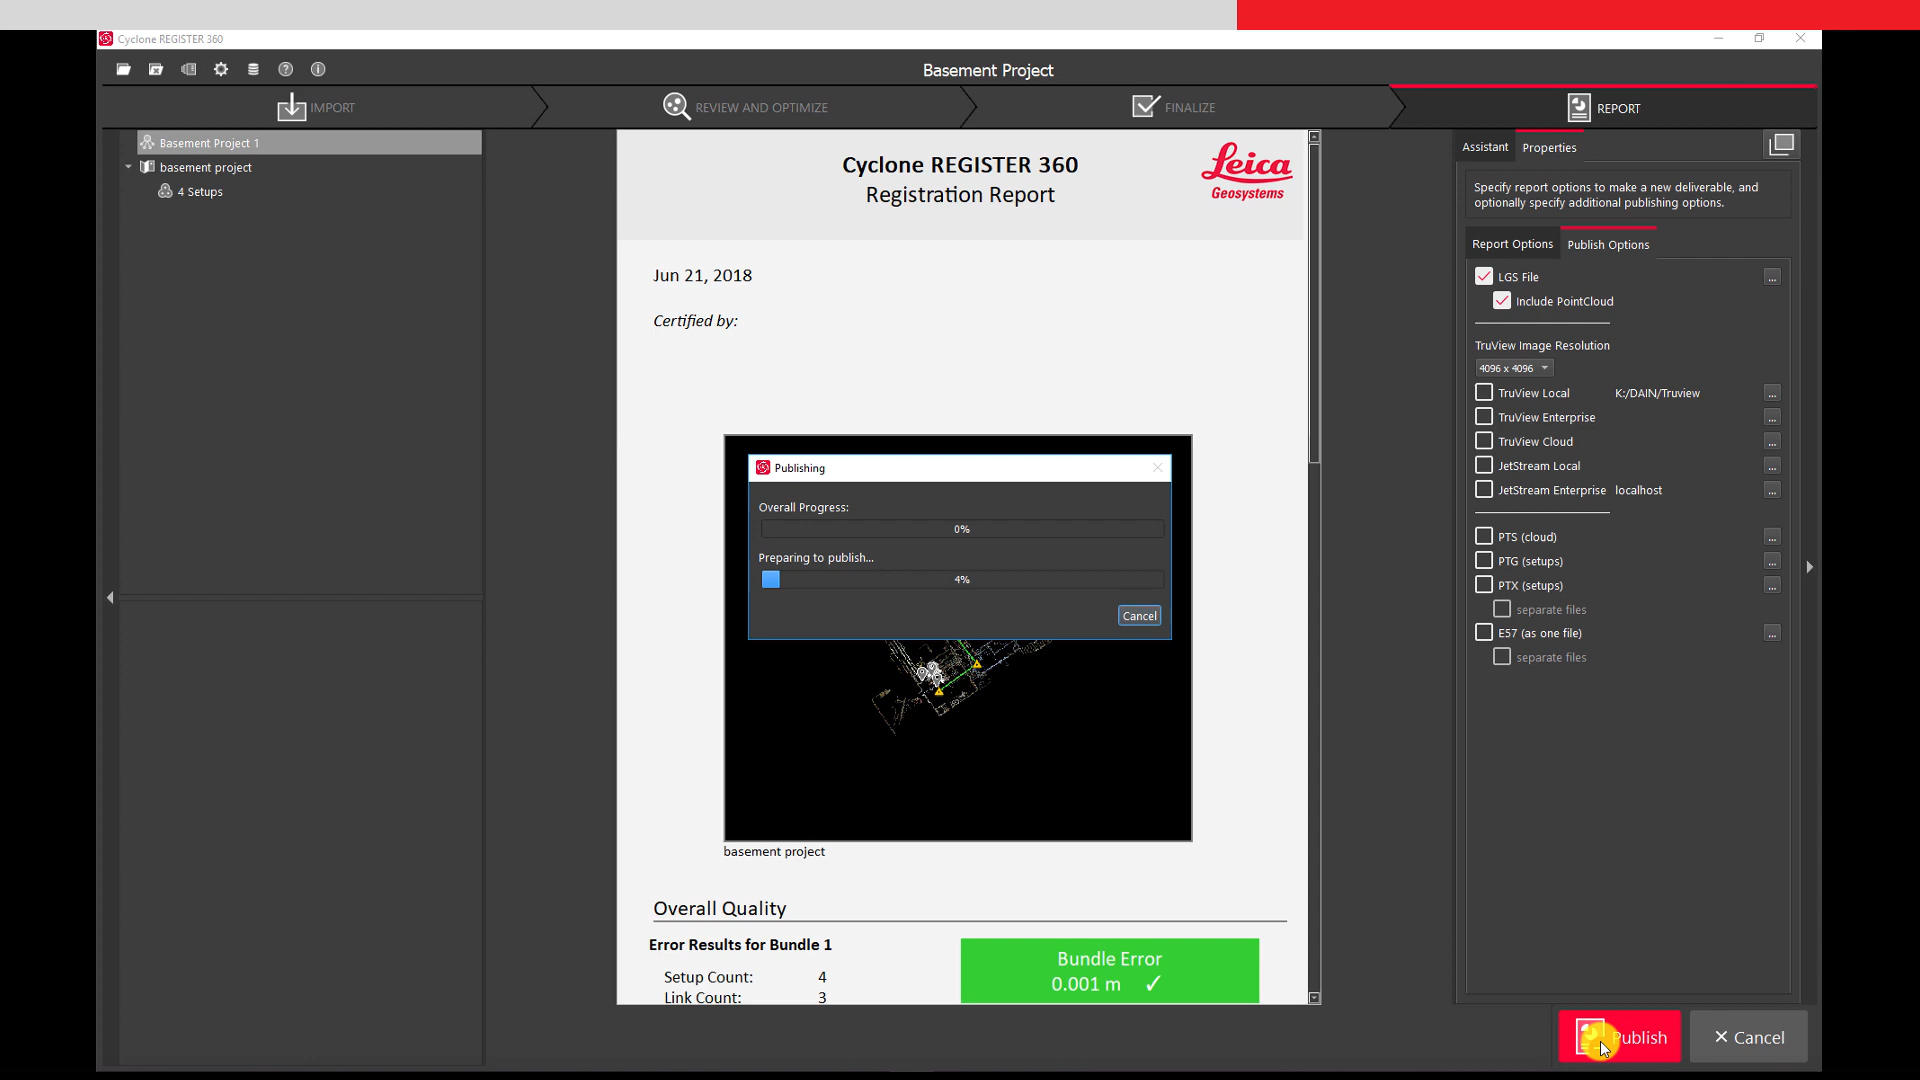 Cyclone REGISTER 360
Basement Project
IMPORT
REVIEW AND OPTIMIZE
FINALIZE
REPORT
Basement Project 1
basement project
4 Setups
Cyclone REGISTER 360
Registration Report
Leica
Geosystems
Jun 21, 2018
Certified by:
Publishing
Overall Progress:
0%
Preparing to publish...
4%
Cancel
basement project
Overall Quality
Error Results for Bundle 1
Setup Count: 4
Link Count: 3
Bundle Error
0.001 m
Assistant
Properties
Specify report options to make a new deliverable, and
optionally specify additional publishing options.
Report Options
Publish Options
LGS File ...
Include PointCloud
TruView Image Resolution
4096 x 4096
TruView Local K:/DAIN/Truview ...
TruView Enterprise ...
TruView Cloud ...
JetStream Local ...
JetStream Enterprise localhost ...
PTS (cloud) ...
PTG (setups) ...
PTX (setups) ...
separate files
E57 (as one file) ...
separate files
Publish
Cancel